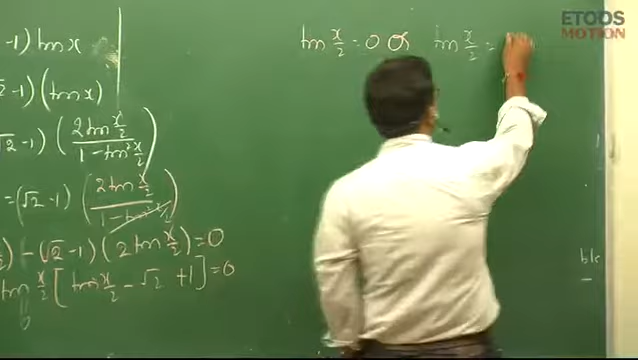 -1) tan x
√2 -1) (tan x)
√2 -1) ( 2 tan x/2 / 1 - tan² x/2 )
= (√2 -1) ( 2 tan x/2 / 1 - tan² x/2 )
) - (√2 -1) ( 2 tan x/2 ) = 0
tan x/2 [ tan x/2 - √2 + 1 ] = 0
tan x/2 = 0 or tan x/2 =
ETOOS
MOTION